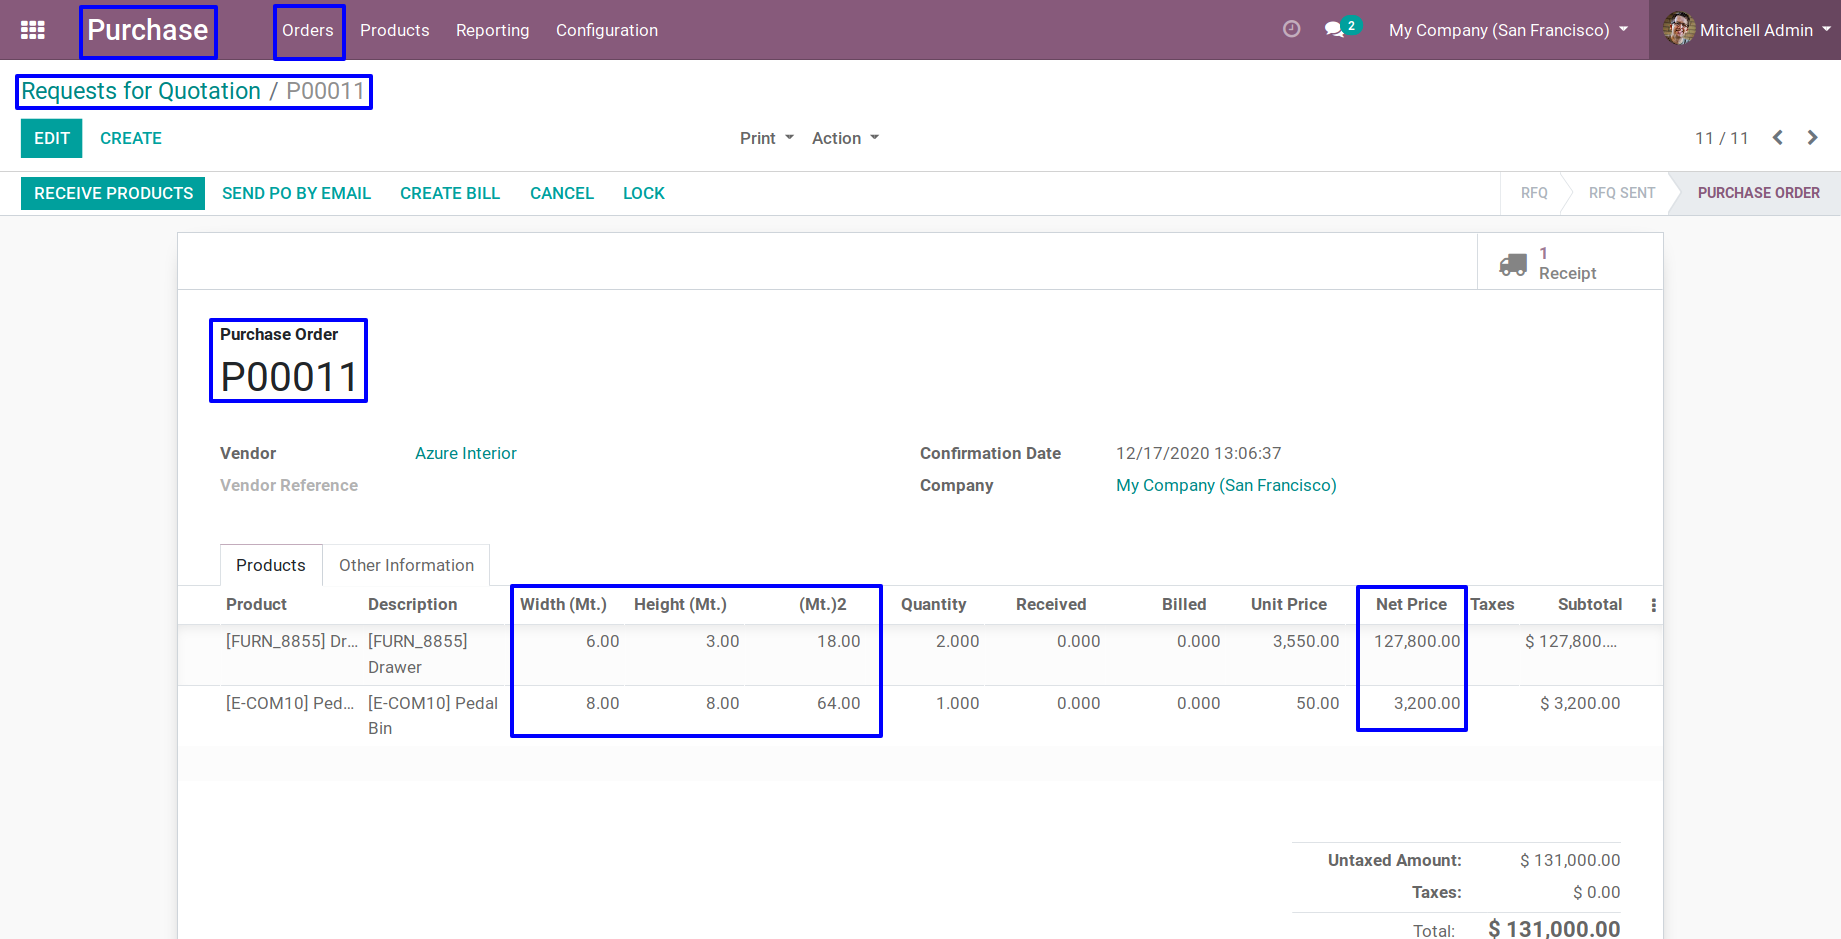 Purchase Orders Products Reporting Configuration 2 My Company (San Francisco) Mitchell Admin
Requests for Quotation / P00011
EDIT CREATE Print Action 11 / 11
RECEIVE PRODUCTS SEND PO BY EMAIL CREATE BILL CANCEL LOCK RFQ RFQ SENT PURCHASE ORDER
1
Receipt
Purchase Order
P00011
Vendor Azure Interior Confirmation Date 12/17/2020 13:06:37
Vendor Reference Company My Company (San Francisco)
Products Other Information
Product Description Width (Mt.) Height (Mt.) (Mt.)2 Quantity Received Billed Unit Price Net Price Taxes Subtotal
[FURN_8855] Dr... [FURN_8855] 6.00 3.00 18.00 2.000 0.000 0.000 3,550.00 127,800.00 $ 127,800....
Drawer
[E-COM10] Ped... [E-COM10] Pedal 8.00 8.00 64.00 1.000 0.000 0.000 50.00 3,200.00 $ 3,200.00
Bin
Untaxed Amount: $ 131,000.00
Taxes: $ 0.00
Total: $ 131,000.00